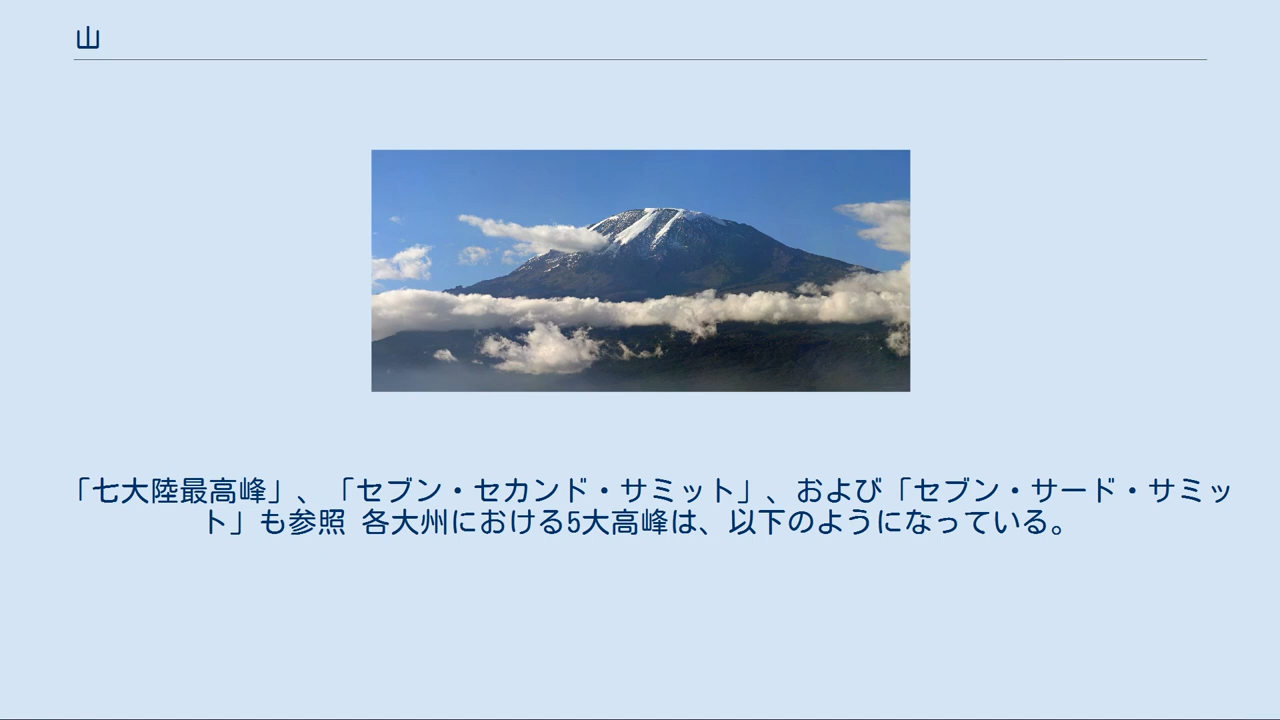 山
「七大陸最高峰」、「セブン・セカンド・サミット」、および「セブン・サード・サミッ
ト」も参照 各大州における5大高峰は、以下のようになっている。